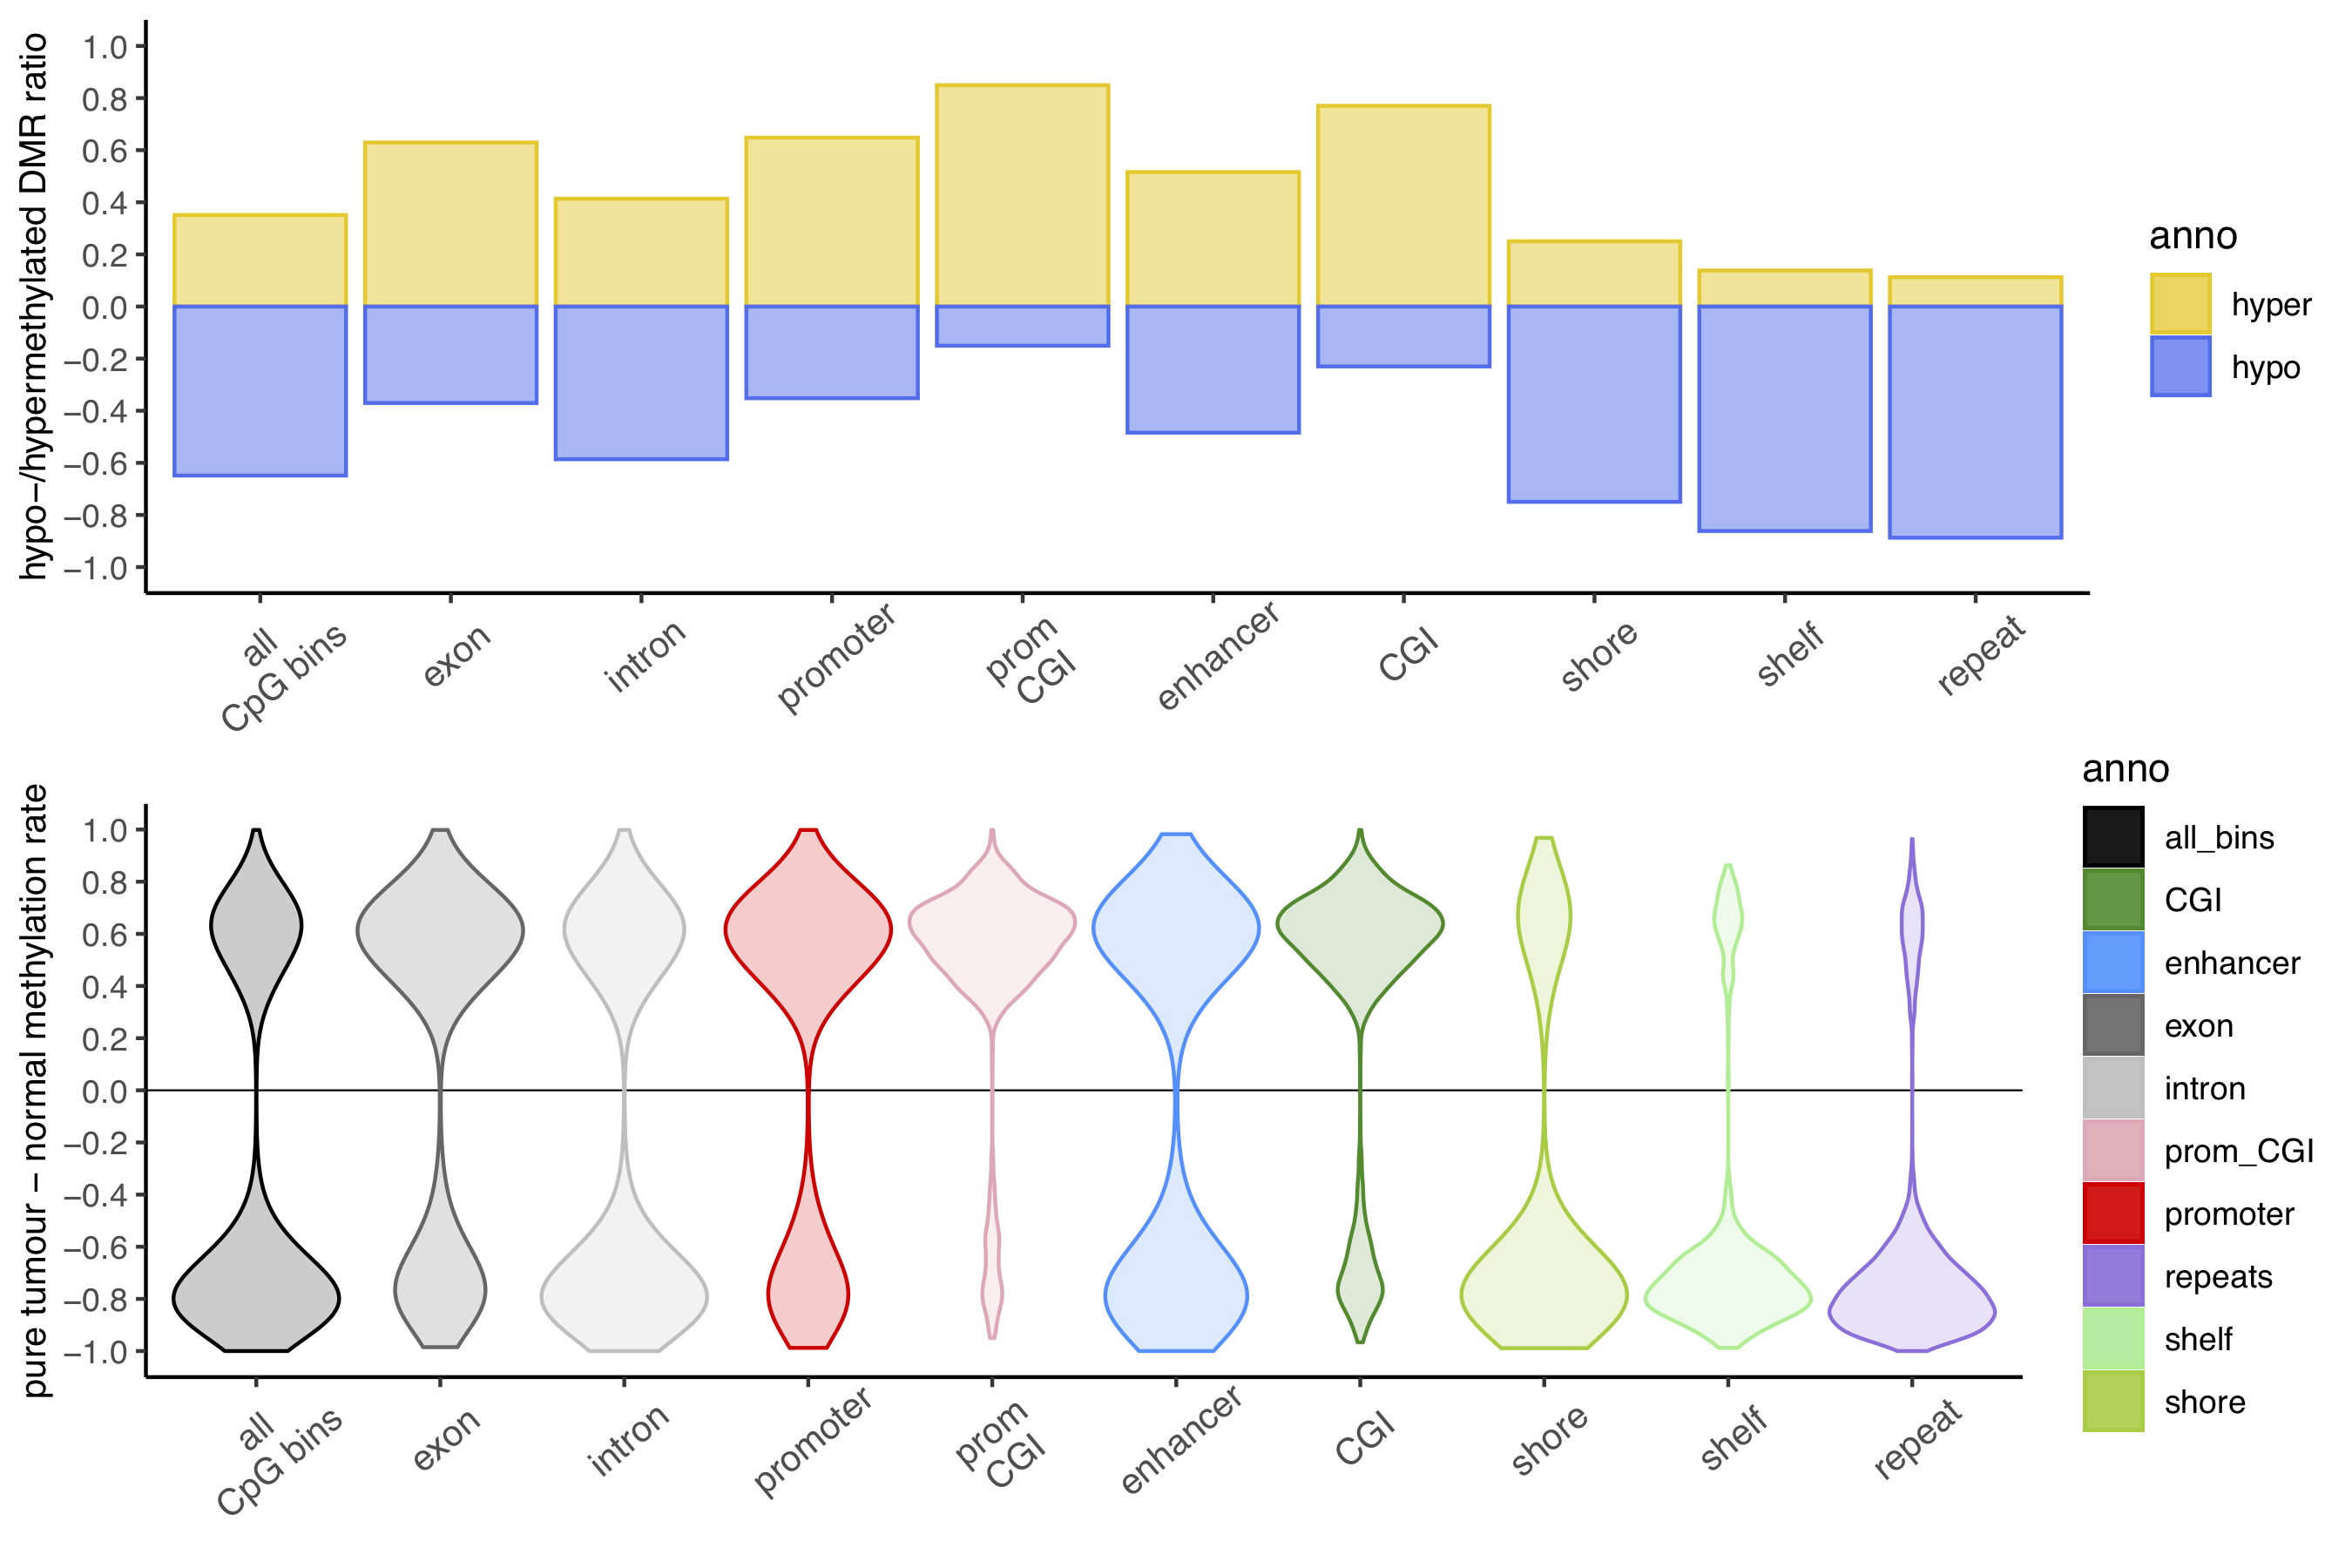 hypo−/hypermethylated DMR ratio
1.0
0.8
0.6
0.4
0.2
0.0
−0.2
−0.4
−0.6
−0.8
−1.0
all
CpG bins
exon
intron
promoter
prom
CGI
enhancer
CGI
shore
shelf
repeat
anno
hyper
hypo
pure tumour − normal methylation rate
1.0
0.8
0.6
0.4
0.2
0.0
−0.2
−0.4
−0.6
−0.8
−1.0
all
CpG bins
exon
intron
promoter
prom
CGI
enhancer
CGI
shore
shelf
repeat
anno
all_bins
CGI
enhancer
exon
intron
prom_CGI
promoter
repeats
shelf
shore